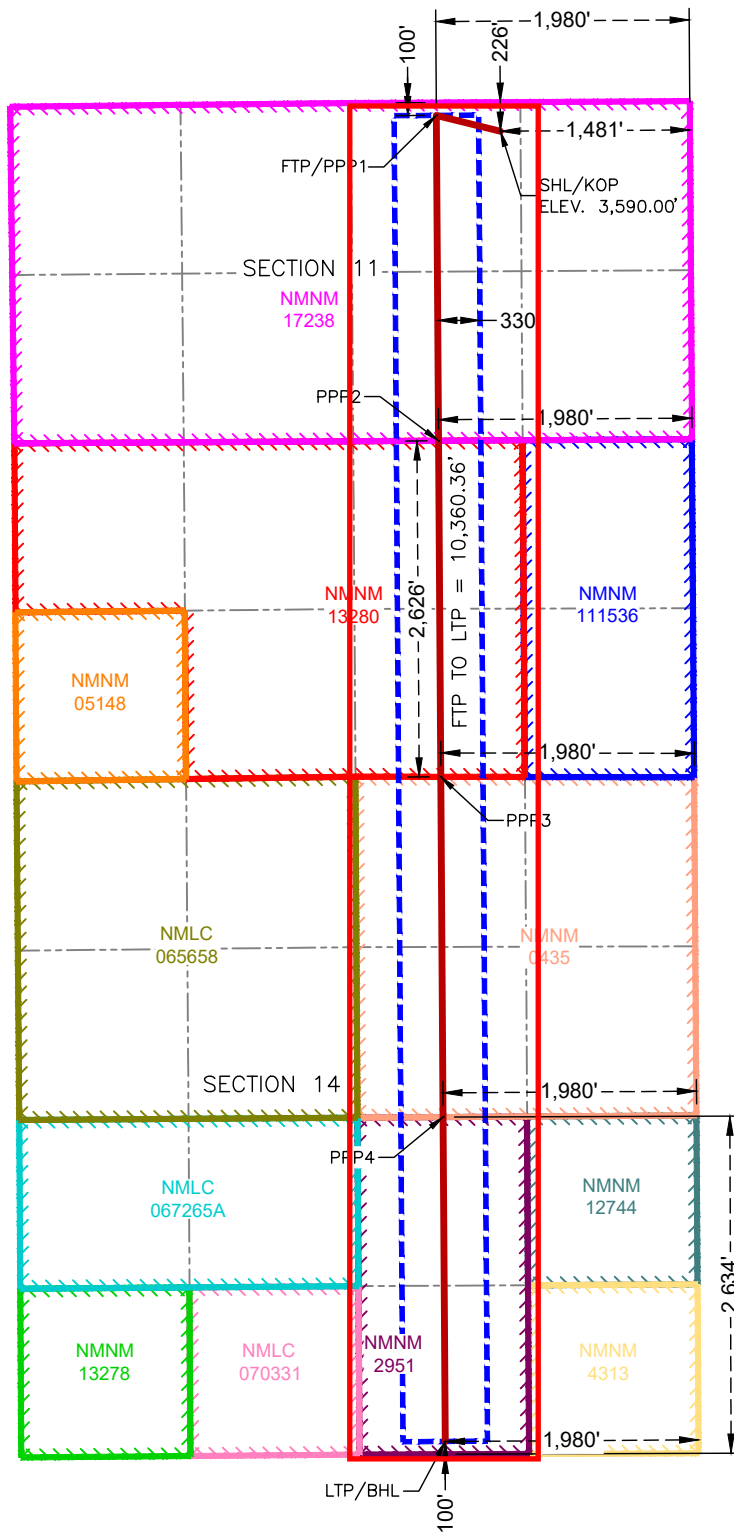 1,980'
100'
226'
1,481'
FTP/PPP1
SHL/KOP
ELEV. 3,590.00'
SECTION 11
NMNM
17238
330
PPP2
1,980'
FTP TO LTP = 10,360.36'
2,626'
NMNM
13280
NMNM
111536
NMNM
05148
1,980'
PPP3
NMLC
065658
NMNM
0435
SECTION 14
1,980'
PPP4
NMLC
067265A
NMNM
12744
2,634'
NMNM
13278
NMLC
070331
NMNM
2951
NMNM
4313
1,980'
LTP/BHL
100'